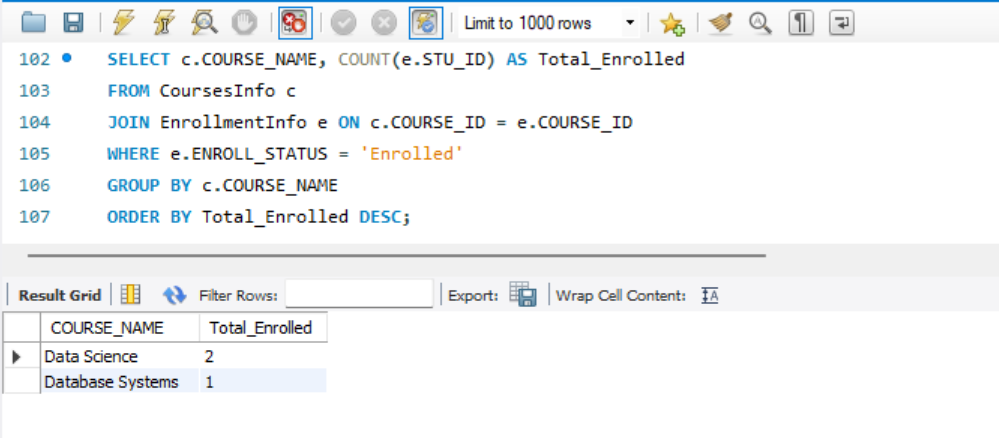 Limit to 1000 rows
102 SELECT c.COURSE_NAME, COUNT(e.STU_ID) AS Total_Enrolled
103 FROM CoursesInfo c
104 JOIN EnrollmentInfo e ON c.COURSE_ID = e.COURSE_ID
105 WHERE e.ENROLL_STATUS = 'Enrolled'
106 GROUP BY c.COURSE_NAME
107 ORDER BY Total_Enrolled DESC;
Result Grid Filter Rows: Export: Wrap Cell Content:
COURSE_NAME Total_Enrolled
Data Science 2
Database Systems 1